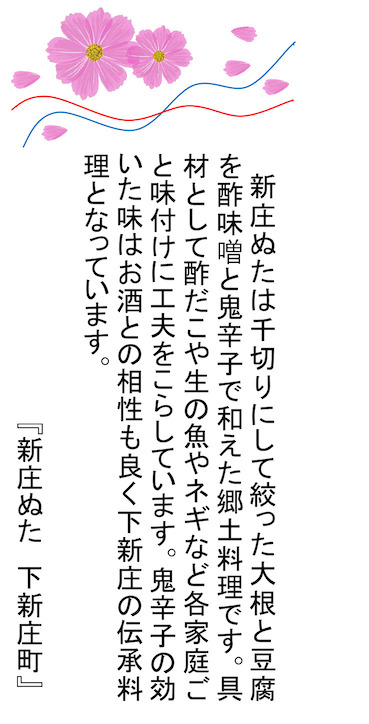 新庄ぬたは千切りにして絞った大根と豆腐
を酢味噌と鬼辛子で和えた郷土料理です。具
材として酢だこや生の魚やネギなど各家庭ご
と味付けに工夫をこらしています。鬼辛子の効
いた味はお酒との相性も良く下新庄の伝承料
理となっています。
『新庄ぬた　下新庄町』